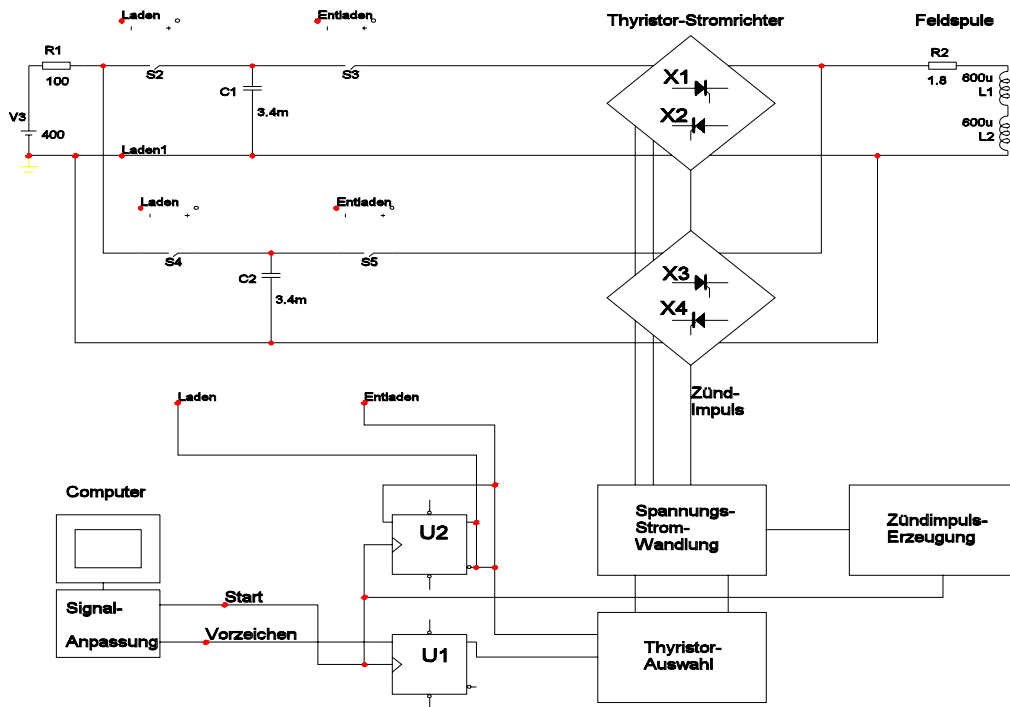 Laden
Entladen
Thyristor-Stromrichter
Feldspule
R1
100
S2
S3
X1
X2
R2
1.8
600u
L1
600u
L2
C1
3.4m
V3
400
Laden1
Laden
Entladen
S4
S5
C2
3.4m
X3
X4
Laden
Entladen
Zünd-
Impuls
Computer
U2
Spannungs-
Strom-
Wandlung
Zündimpuls-
Erzeugung
Signal-
Anpassung
Start
Vorzeichen
U1
Thyristor-
Auswahl